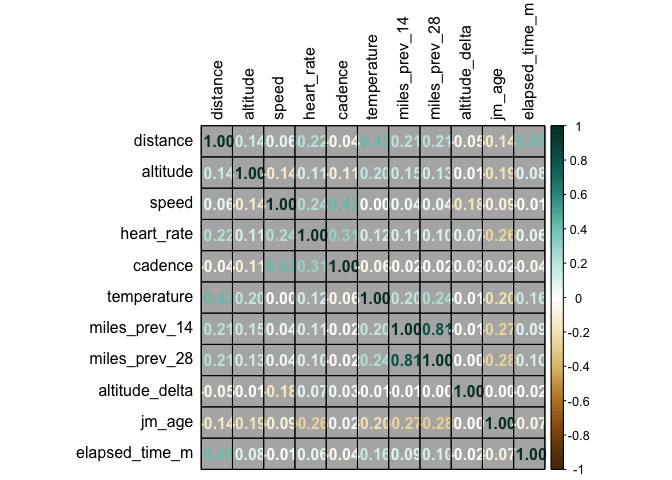 distance altitude speed heart_rate cadence temperature miles_prev_14 miles_prev_28 altitude_delta jm_age elapsed_time_m
distance 1.00 0.14 0.06 0.22 -0.04 0.21 0.21 -0.05 -0.14
altitude 0.14 1.00 -0.14 0.11 -0.11 0.20 0.15 0.13 0.01 -0.19 0.08
speed 0.06 -0.14 1.00 0.24 0.43 0.00 0.04 0.04 -0.18 -0.09 -0.01
heart_rate 0.22 0.11 0.24 1.00 0.31 0.12 0.11 0.10 0.07 -0.26 0.06
cadence -0.04 -0.11 0.43 0.31 1.00 -0.06 -0.02 -0.02 0.03 0.02 -0.04
temperature 0.20 0.00 0.12 -0.06 1.00 0.20 0.24 -0.01 -0.20 0.16
miles_prev_14 0.21 0.15 0.04 0.11 -0.02 0.20 1.00 0.81 -0.01 -0.27 0.09
miles_prev_28 0.21 0.13 0.04 0.10 -0.02 0.24 0.81 1.00 0.00 -0.28 0.10
altitude_delta -0.05 0.01 -0.18 0.07 0.03 -0.01 -0.01 0.00 1.00 0.00 -0.02
jm_age -0.14 -0.19 -0.09 -0.26 0.02 -0.20 -0.27 -0.28 0.00 1.00 -0.07
elapsed_time_m 0.08 -0.01 0.06 -0.04 0.16 0.09 0.10 -0.02 -0.07 1.00
1
0.8
0.6
0.4
0.2
0
-0.2
-0.4
-0.6
-0.8
-1